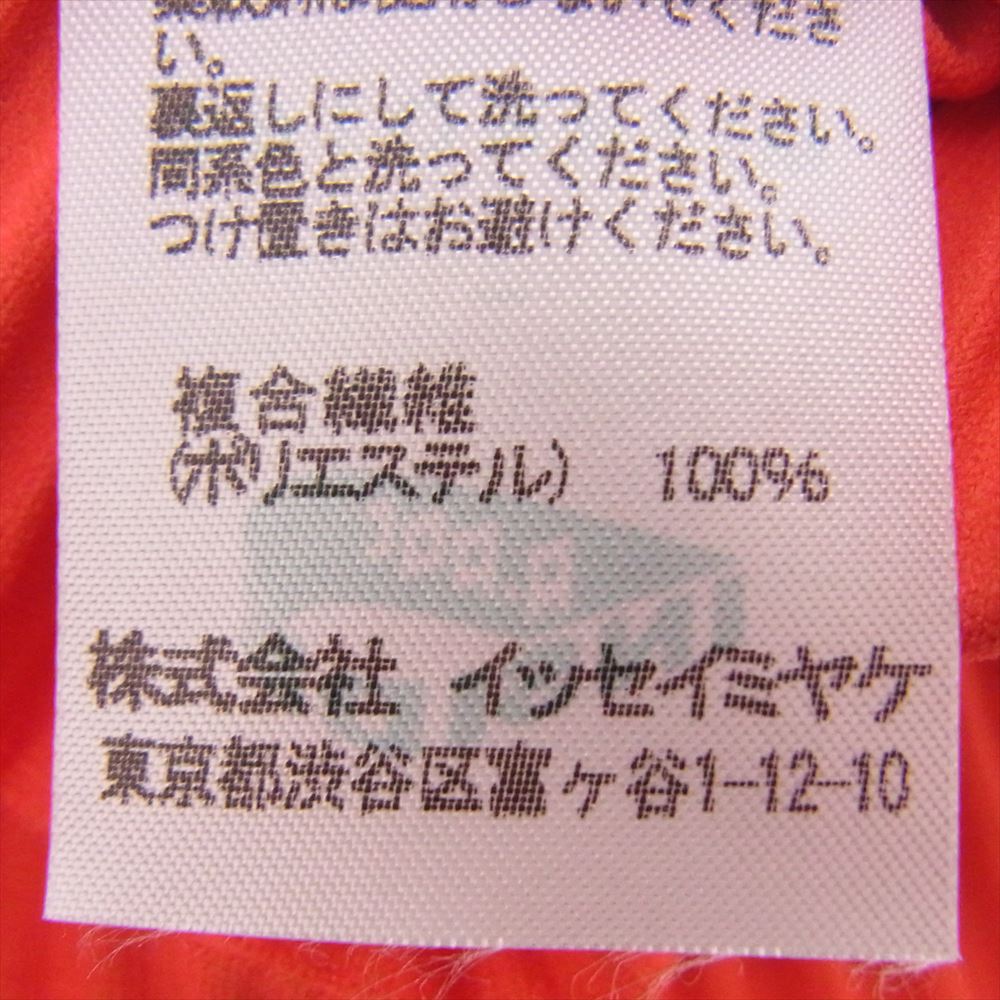 ください。
裏返しにして洗ってください。
同系色と洗ってください。
つけ置きはお避けください。
複合繊維
(ポリエステル) 100%
株式会社 イッセイミヤケ
東京都渋谷区富ヶ谷1-12-10